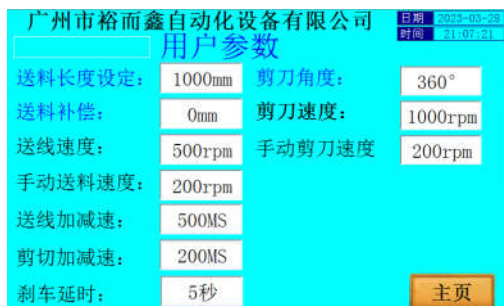 广州市裕而鑫自动化设备有限公司
日期 2023-03-28
时间 21:07:21
用户参数
送料长度设定： 1000mm 剪刀角度： 360°
送料补偿： 0mm 剪刀速度： 1000rpm
送线速度： 500rpm 手动剪刀速度 200rpm
手动送料速度： 200rpm
送线加减速： 500MS
剪切加减速： 200MS
刹车延时： 5秒 主页